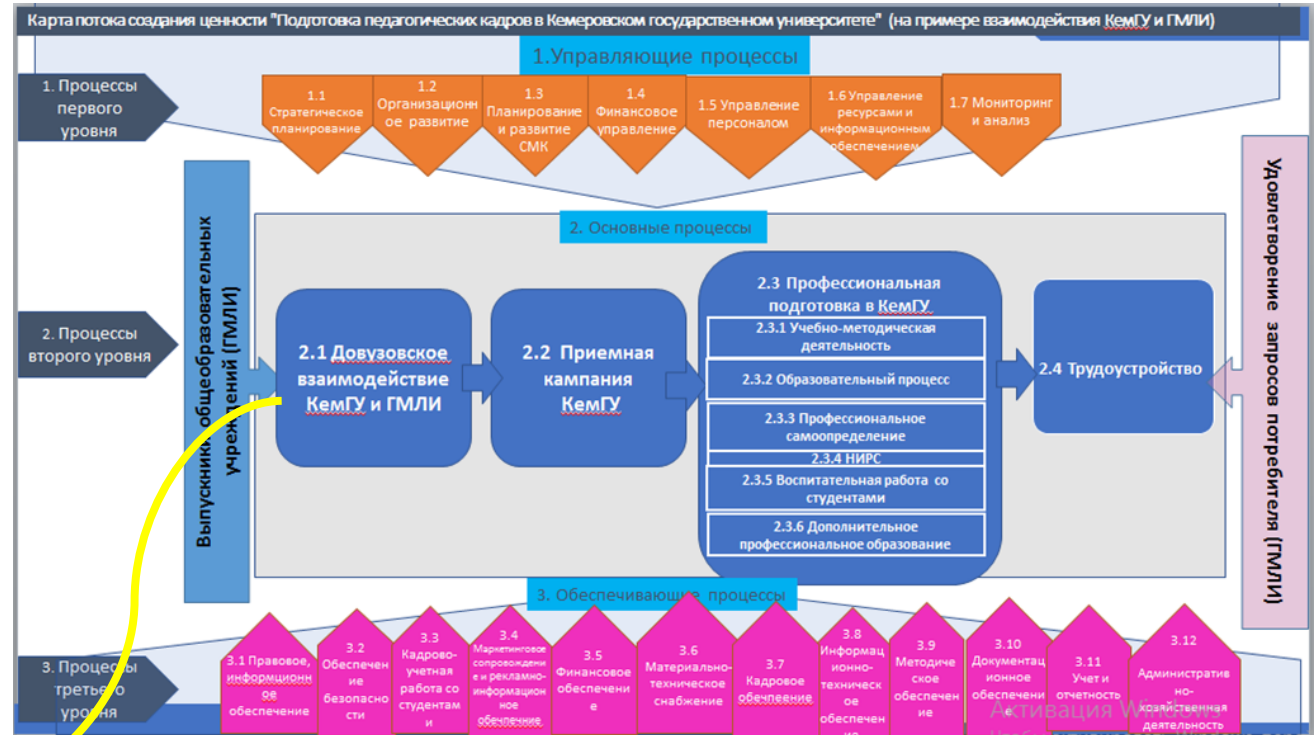 Карта потока создания ценности "Подготовка педагогических кадров в Кемеровском государственном университете" (на примере взаимодействия КемГУ и ГМЛИ)
1.Управляющие процессы
1. Процессы
первого
уровня
1.1
Стратегическое
планирование
1.2
Организационн
ое развитие
1.3
Планирование
и развитие
СМК
1.4
Финансовое
управление
1.5 Управление
персоналом
1.6 Управление
ресурсами и
информационным
обеспечением
1.7 Мониторинг
и анализ
2. Процессы
второго уровня
Выпускники общеобразовательных
учреждений (ГМЛИ)
2. Основные процессы
2.1 Довузовское
взаимодействие
КемГУ и ГМЛИ
2.2 Приемная
кампания
КемГУ
2.3 Профессиональная
подготовка в КемГУ
2.3.1 Учебно-методическая
деятельность
2.3.2 Образовательный процесс
2.3.3 Профессиональное
самоопределение
2.3.4 НИРС
2.3.5 Воспитательная работа со
студентами
2.3.6 Дополнительное
профессиональное образование
2.4 Трудоустройство
Удовлетворение запросов потребителя (ГМЛИ)
3. Обеспечивающие процессы
3. Процессы
третьего
уровня
3.1 Правовое,
информционн
ое
обеспечение
3.2
Обеспечен
ие
безопасно
сти
3.3
Кадрово-
учетная
работа со
студентам
и
3.4
Маркетинговое
сопровождени
е и рекламно-
информацион
ное
обечпечние
3.5
Финансовое
обеспечени
е
3.6
Материально-
техническое
снабжение
3.7
Кадровое
обечпеение
3.8
Информац
ионно-
техническ
ое
обеспечен
ия
3.9
Методиче
ское
обеспечен
ие
3.10
Документац
ионное
обеспечени
е
3.11
Учет и
отчетность
3.12
Административ
но-
хозяйственная
деятельность
Активация Windows